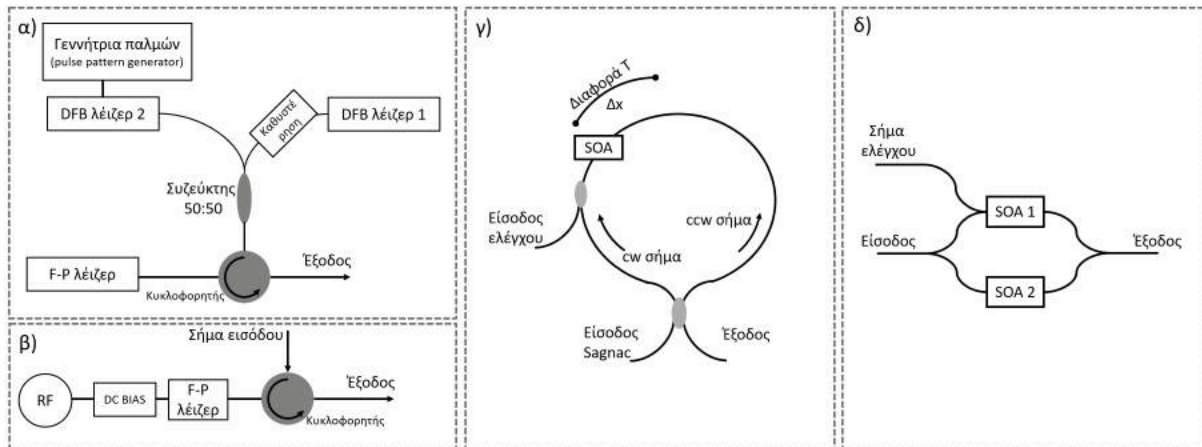 α)
Γεννήτρια παλμών
(pulse pattern generator)
DFB λέιζερ 2
Καθυστέ
ρηση
DFB λέιζερ 1
Συζεύκτης
50:50
F-P λέιζερ
Έξοδος
Κυκλοφορητής
β)
Σήμα εισόδου
RF
DC BIAS
F-P
λέιζερ
Έξοδος
Κυκλοφορητής
γ)
Διαφορά Τ
Δx
SOA
Είσοδος
ελέγχου
cw σήμα
ccw σήμα
Είσοδος
Sagnac
Έξοδος
δ)
Σήμα
ελέγχου
SOA 1
Είσοδος
Έξοδος
SOA 2